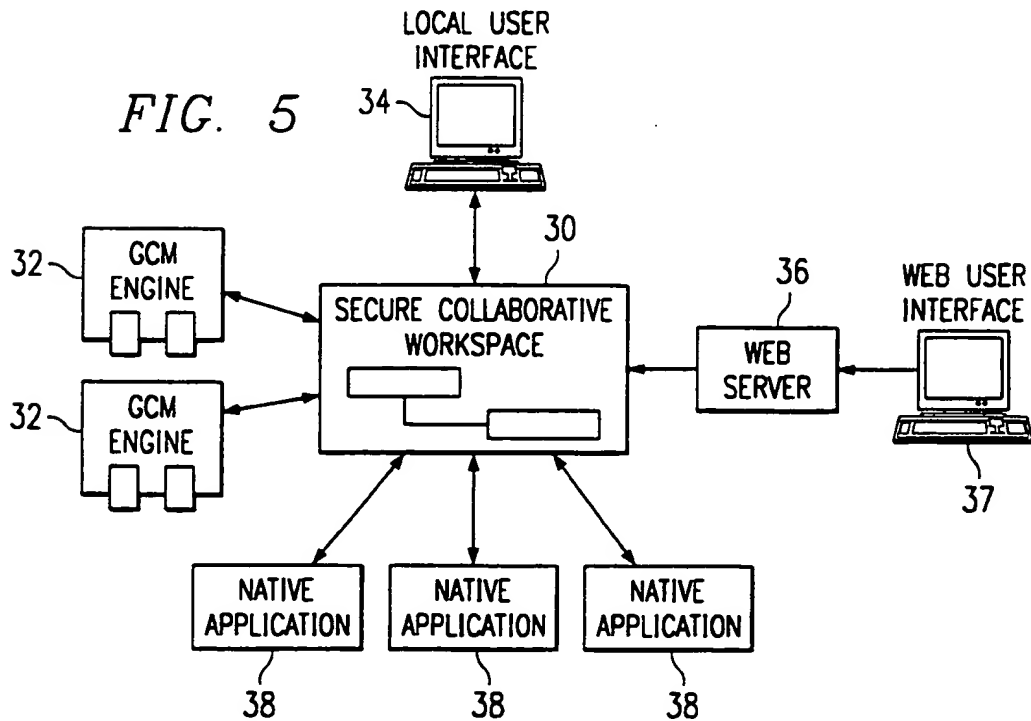 LOCAL USER
INTERFACE
FIG. 5
34
30
32
GCM
ENGINE
SECURE COLLABORATIVE
WORKSPACE
36
WEB SERVER
WEB USER
INTERFACE
32
GCM
ENGINE
37
NATIVE
APPLICATION
NATIVE
APPLICATION
NATIVE
APPLICATION
38
38
38